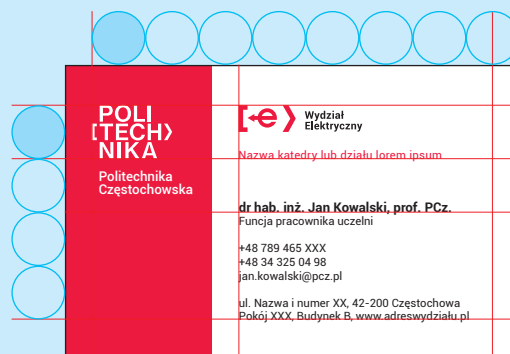 POLI
[TECH⟩
NIKA
Politechnika
Częstochowska
[e⟩ Wydział
Elektryczny
Nazwa katedry lub działu lorem ipsum
dr hab. inż. Jan Kowalski, prof. PCz.
Funcja pracownika uczelni
+48 789 465 XXX
+48 34 325 04 98
jan.kowalski@pcz.pl
ul. Nazwa i numer XX, 42-200 Częstochowa
Pokój XXX, Budynek B, www.adreswydziału.pl